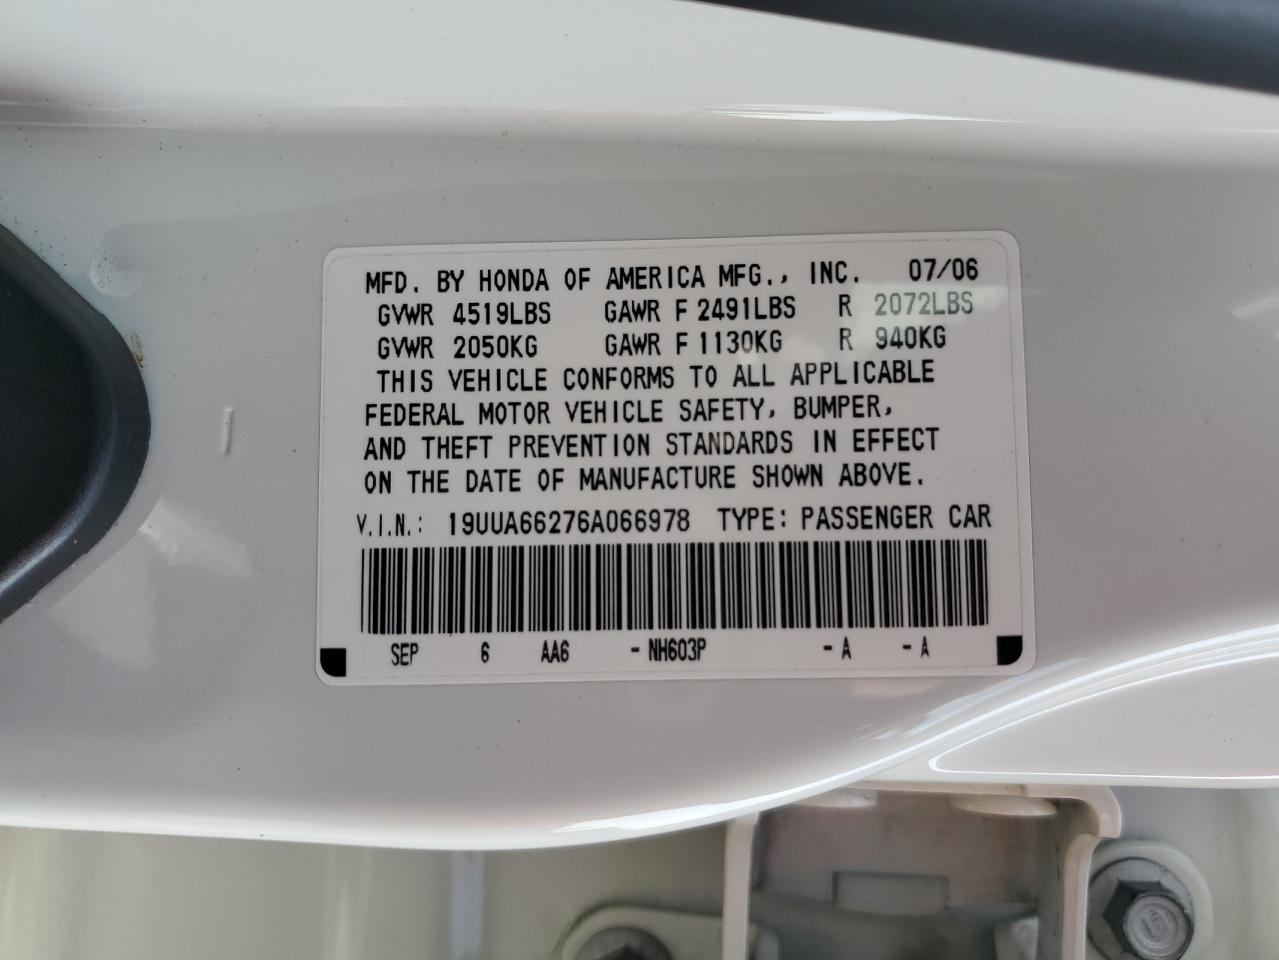 MFD. BY HONDA OF AMERICA MFG., INC. 07/06
GVWR 4519LBS GAWR F 2491LBS R 2072LBS
GVWR 2050KG GAWR F 1130KG R 940KG
THIS VEHICLE CONFORMS TO ALL APPLICABLE
FEDERAL MOTOR VEHICLE SAFETY, BUMPER,
AND THEFT PREVENTION STANDARDS IN EFFECT
ON THE DATE OF MANUFACTURE SHOWN ABOVE.
V.I.N.: 19UUA66276A066978 TYPE: PASSENGER CAR
SEP 6 AA6 - NH603P - A - A